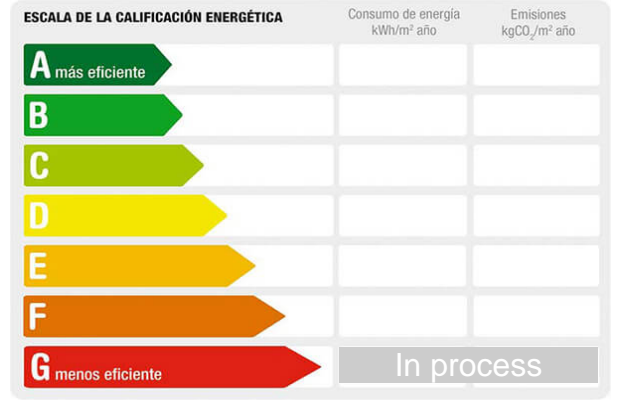 ESCALA DE LA CALIFICACIÓN ENERGÉTICA
Consumo de energía
kWh/m² año
Emisiones
kgCO₂/m² año
A más eficiente
B
C
D
E
F
G menos eficiente
In process